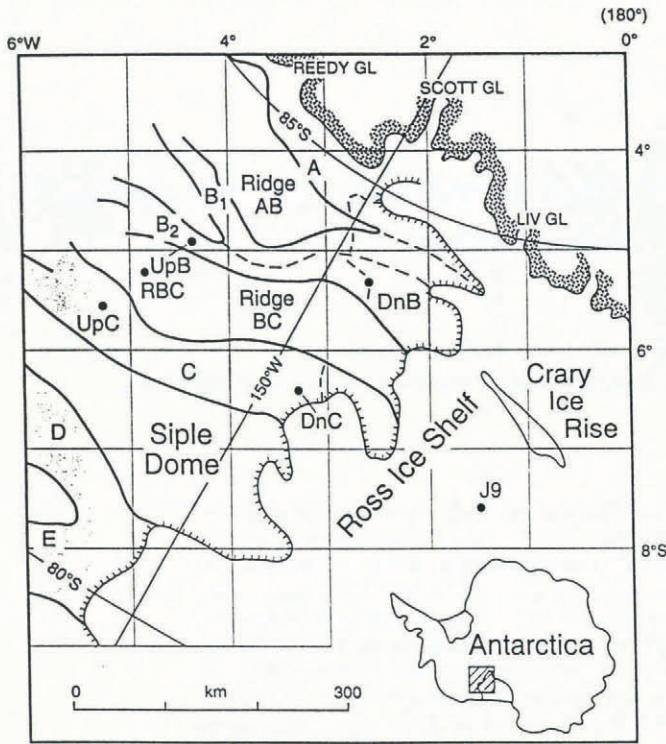 (180°)
6°W
4°
2°
0°
REEDY GL
SCOTT GL
85°S
4°
A
Ridge
AB
B1
B2
LIV GL
UpB
RBC
DnB
Ridge
BC
UpC
6°
150°W
C
Crary
Ice
Rise
DnC
Ross Ice Shelf
D
Siple
Dome
J9
E
8°S
80°S
Antarctica
0
km
300